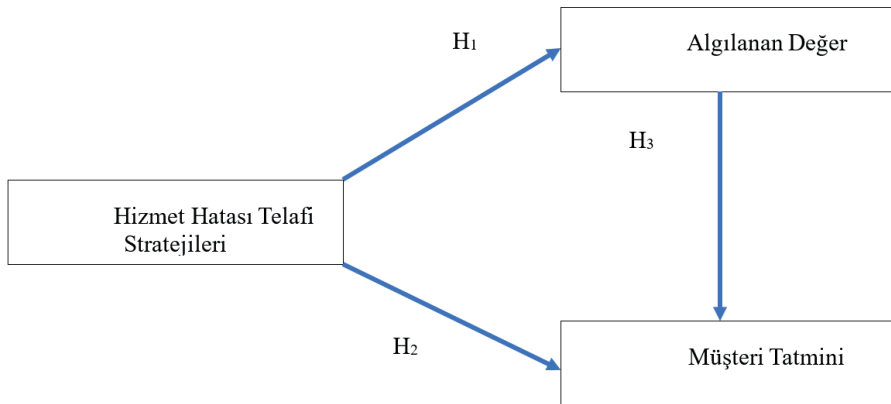 H₁
Algılanan Değer
H₃
Hizmet Hatası Telafi
Stratejileri
H₂
Müşteri Tatmini